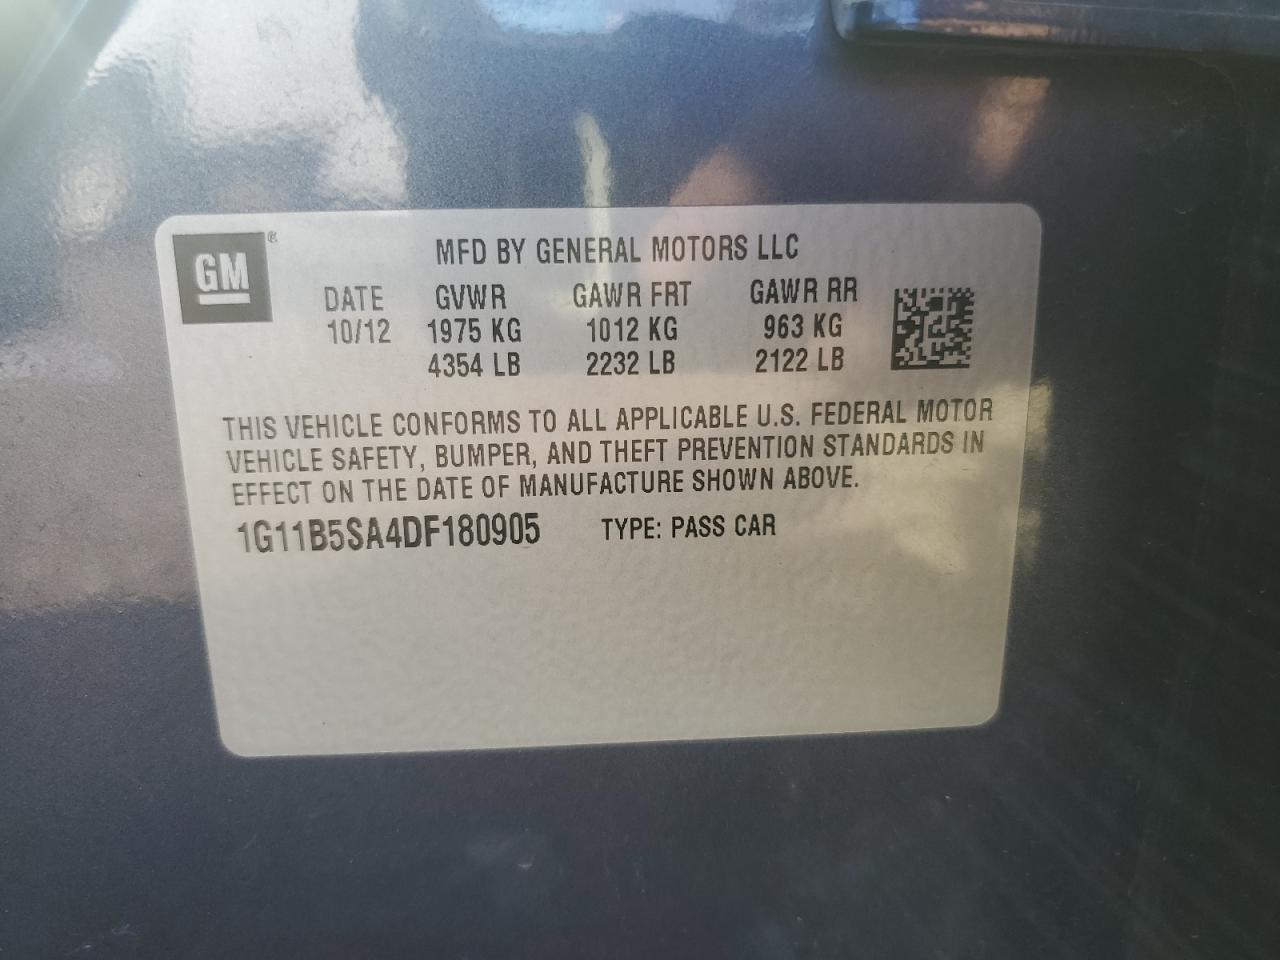 GM ®
MFD BY GENERAL MOTORS LLC
DATE GVWR GAWR FRT GAWR RR
10/12 1975 KG 1012 KG 963 KG
4354 LB 2232 LB 2122 LB
THIS VEHICLE CONFORMS TO ALL APPLICABLE U.S. FEDERAL MOTOR
VEHICLE SAFETY, BUMPER, AND THEFT PREVENTION STANDARDS IN
EFFECT ON THE DATE OF MANUFACTURE SHOWN ABOVE.
1G11B5SA4DF180905 TYPE: PASS CAR